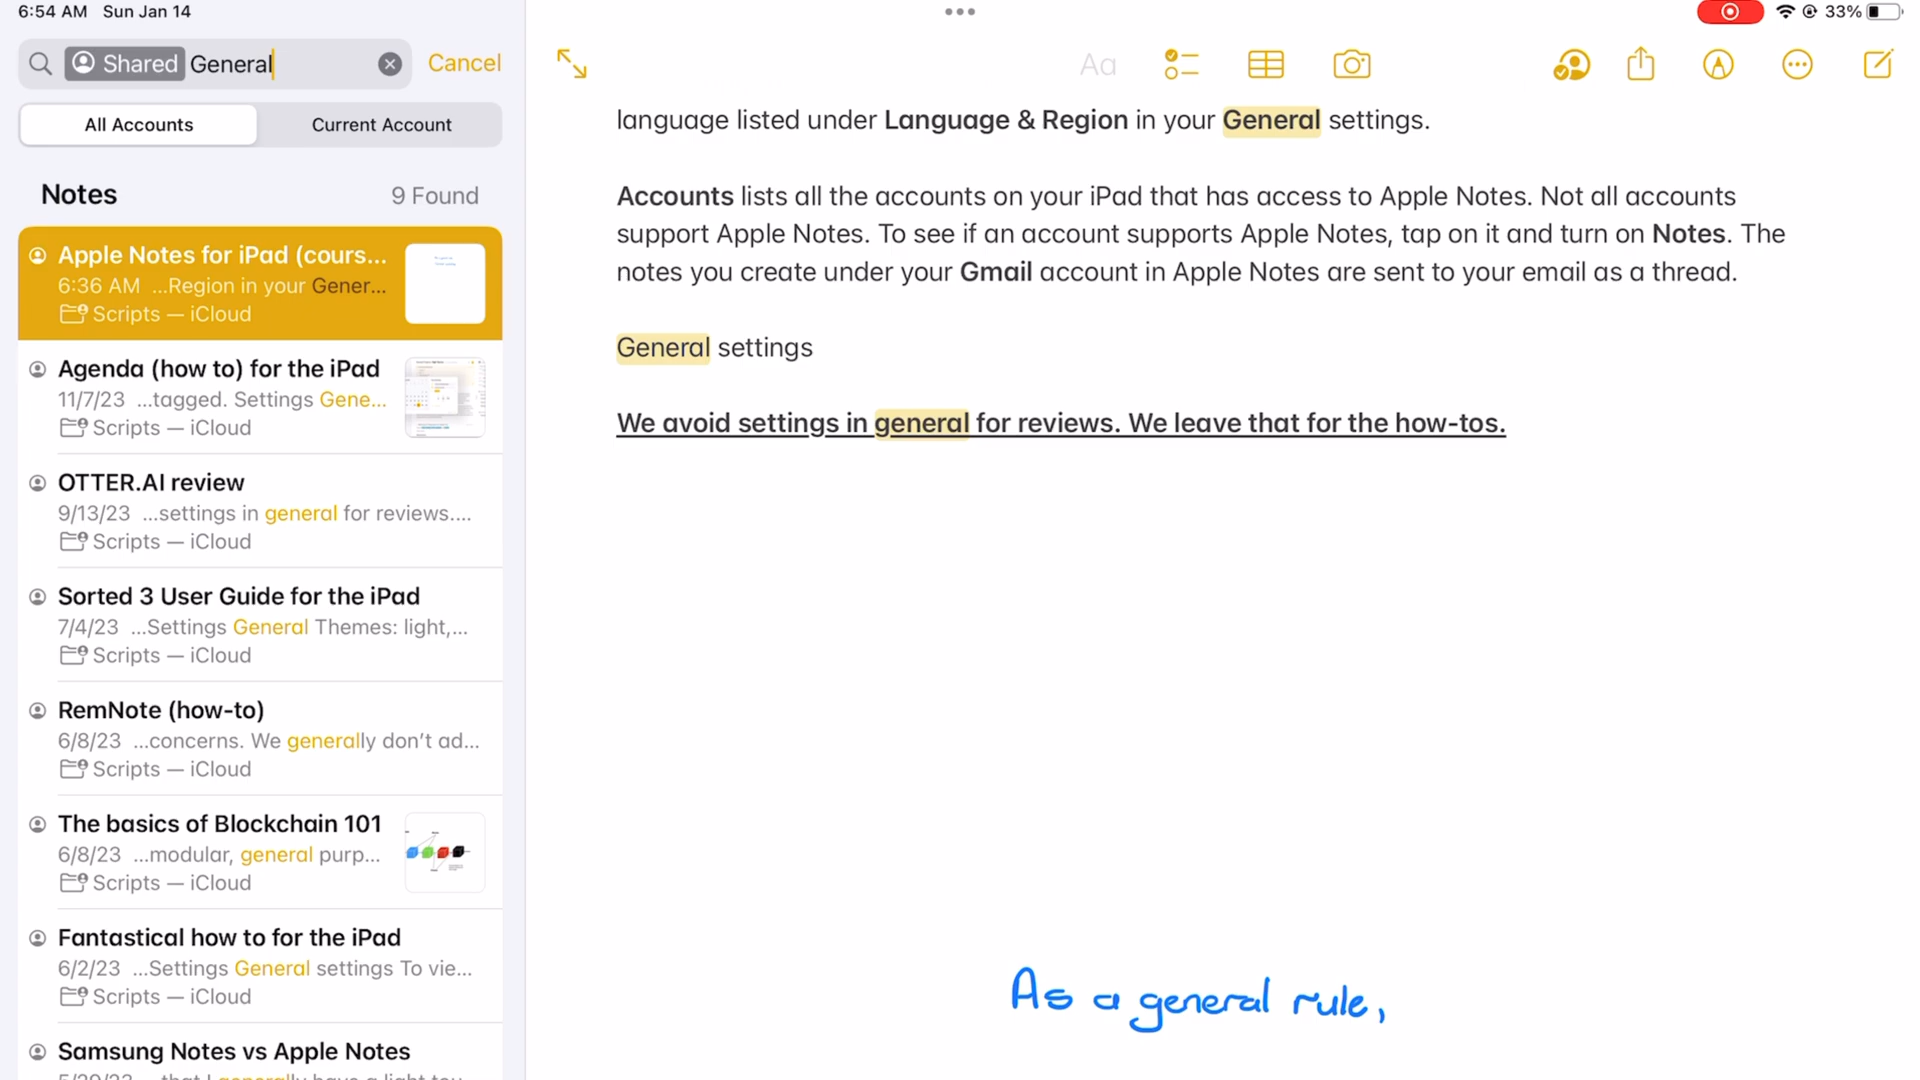 6:54 AM Sun Jan 14
33%
Shared General
Cancel
All Accounts
Current Account
Notes
9 Found
Apple Notes for iPad (cours...
6:36 AM ...Region in your Gener...
Scripts — iCloud
Agenda (how to) for the iPad
11/7/23 ...tagged. Settings Gene...
Scripts — iCloud
OTTER.AI review
9/13/23 ...settings in general for reviews....
Scripts — iCloud
Sorted 3 User Guide for the iPad
7/4/23 ...Settings General Themes: light,...
Scripts — iCloud
RemNote (how-to)
6/8/23 ...concerns. We generally don't ad...
Scripts — iCloud
The basics of Blockchain 101
6/8/23 ...modular, general purp...
Scripts — iCloud
Fantastical how to for the iPad
6/2/23 ...Settings General settings To vie...
Scripts — iCloud
Samsung Notes vs Apple Notes
Aa
language listed under Language & Region in your General settings.
Accounts lists all the accounts on your iPad that has access to Apple Notes. Not all accounts
support Apple Notes. To see if an account supports Apple Notes, tap on it and turn on Notes. The
notes you create under your Gmail account in Apple Notes are sent to your email as a thread.
General settings
We avoid settings in general for reviews. We leave that for the how-tos.
As a general rule,